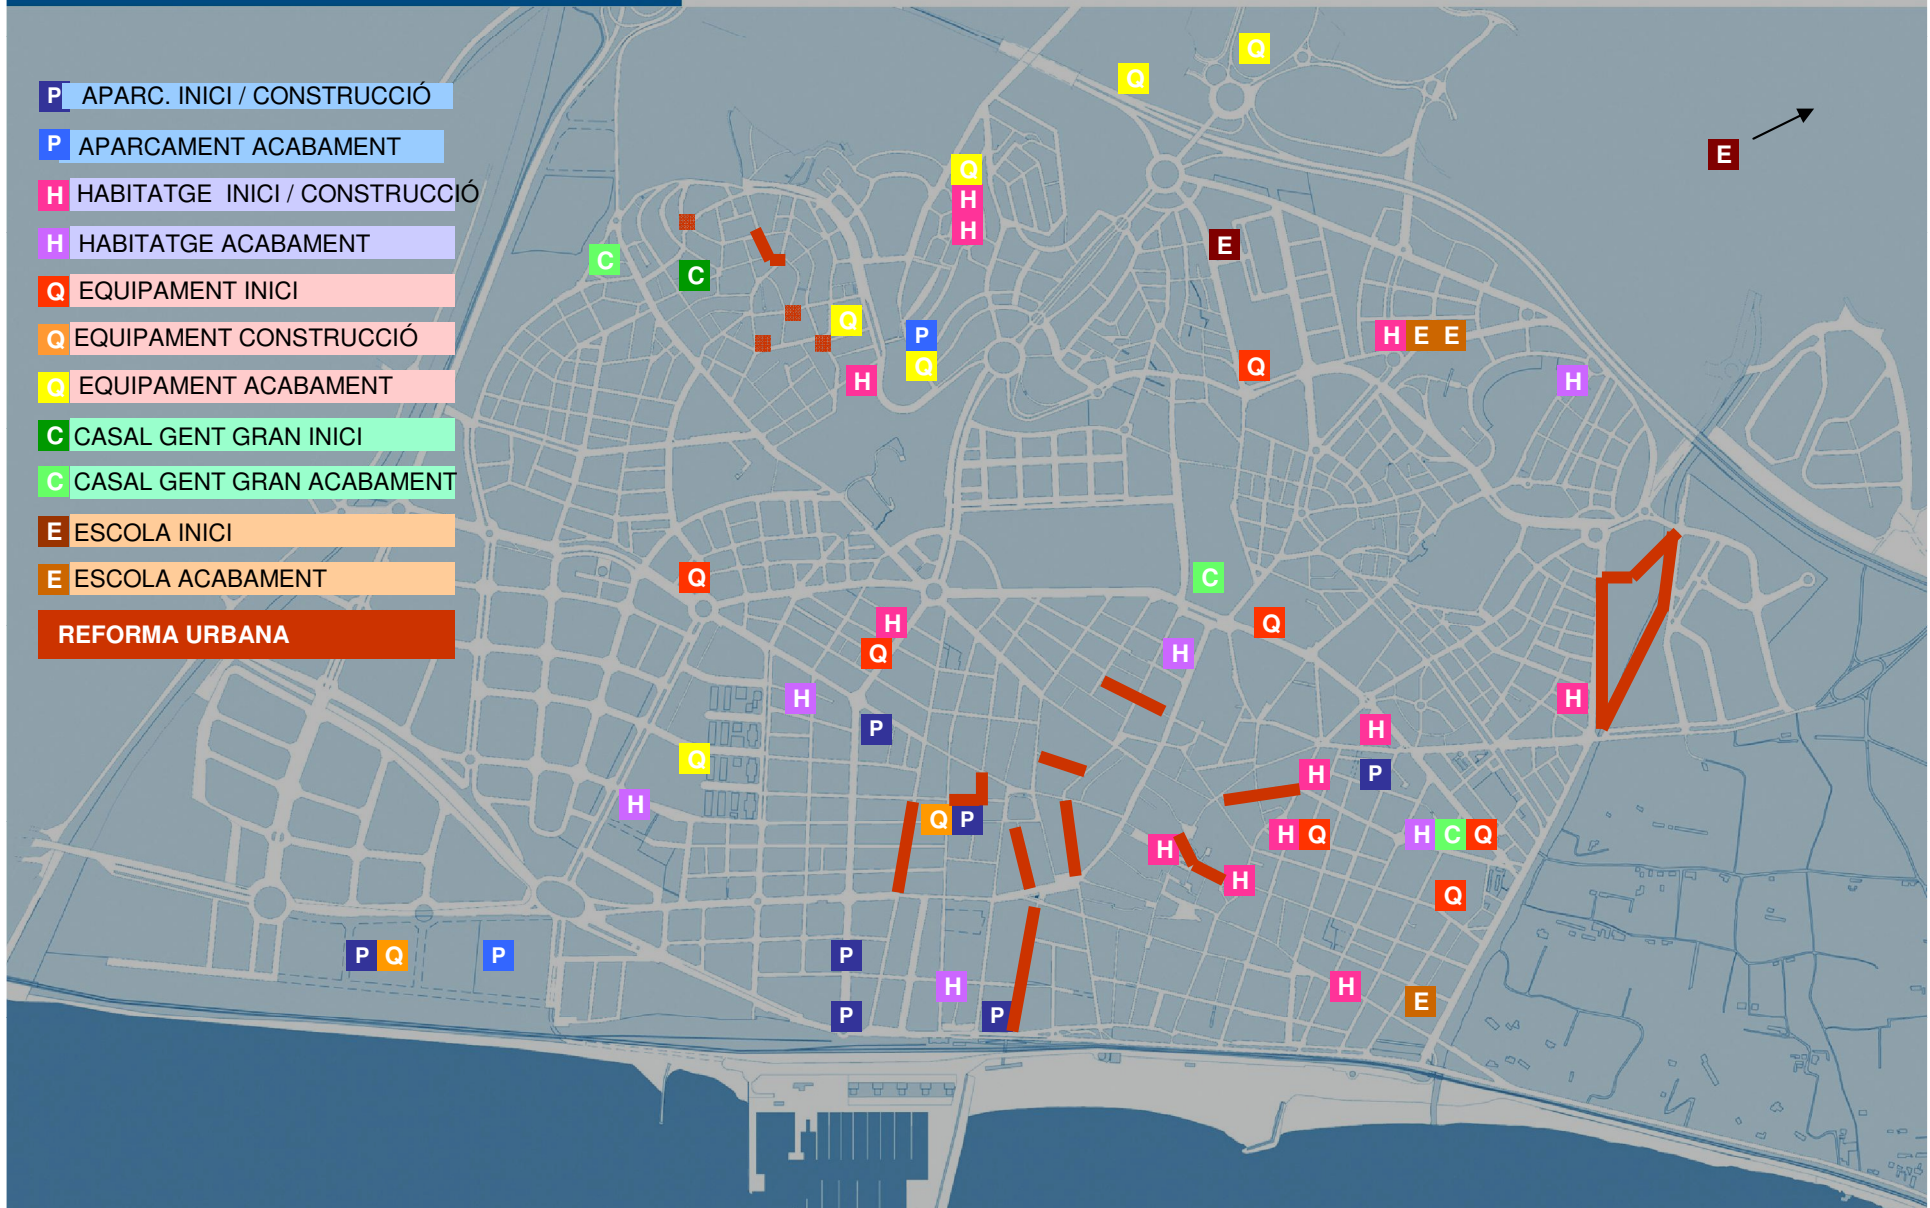 P APARC. INICI / CONSTRUCCIÓ
P APARCAMENT ACABAMENT
H HABITATGE INICI / CONSTRUCCIÓ
H HABITATGE ACABAMENT
Q EQUIPAMENT INICI
Q EQUIPAMENT CONSTRUCCIÓ
Q EQUIPAMENT ACABAMENT
C CASAL GENT GRAN INICI
C CASAL GENT GRAN ACABAMENT
E ESCOLA INICI
E ESCOLA ACABAMENT
REFORMA URBANA
Q
Q
E
Q
H
H
E
C
C
Q
P
H E E
Q
Q
H
H
Q
C
H
Q
Q
H
H
H
P
H
Q
H
P
H
Q P
H Q
H C Q
H
H
Q
P Q
P
P
H
H
E
P
P